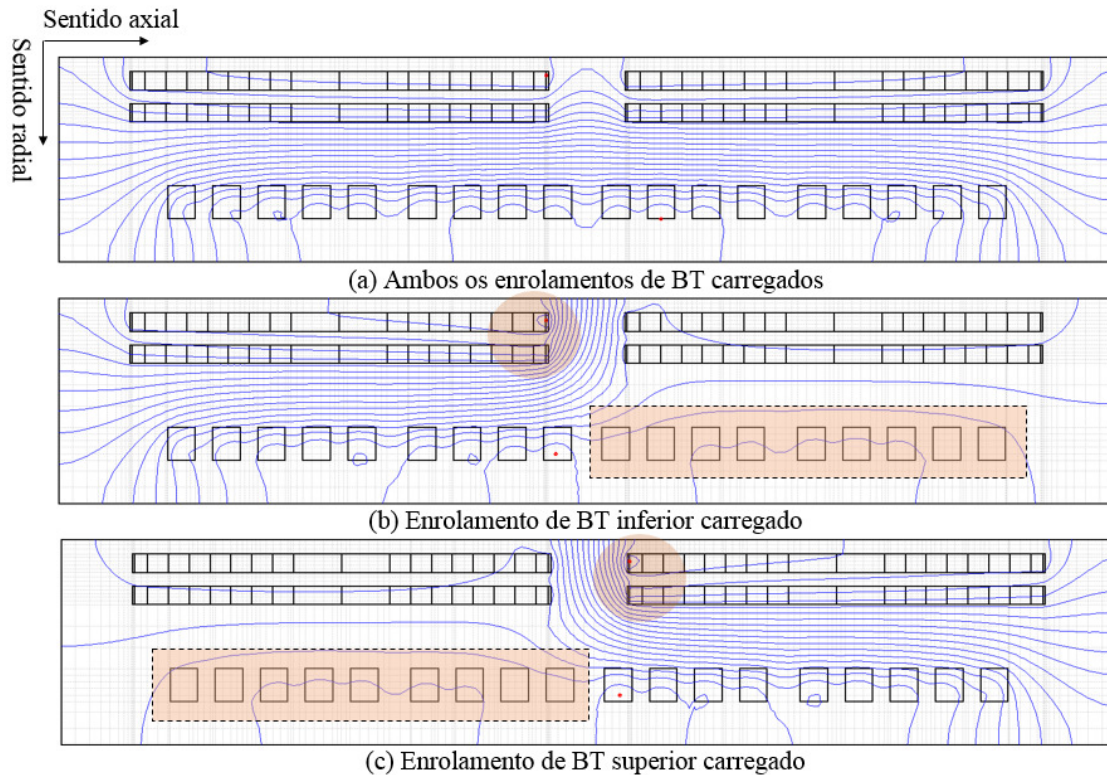 Sentido axial
Sentido radial
(a) Ambos os enrolamentos de BT carregados
(b) Enrolamento de BT inferior carregado
(c) Enrolamento de BT superior carregado